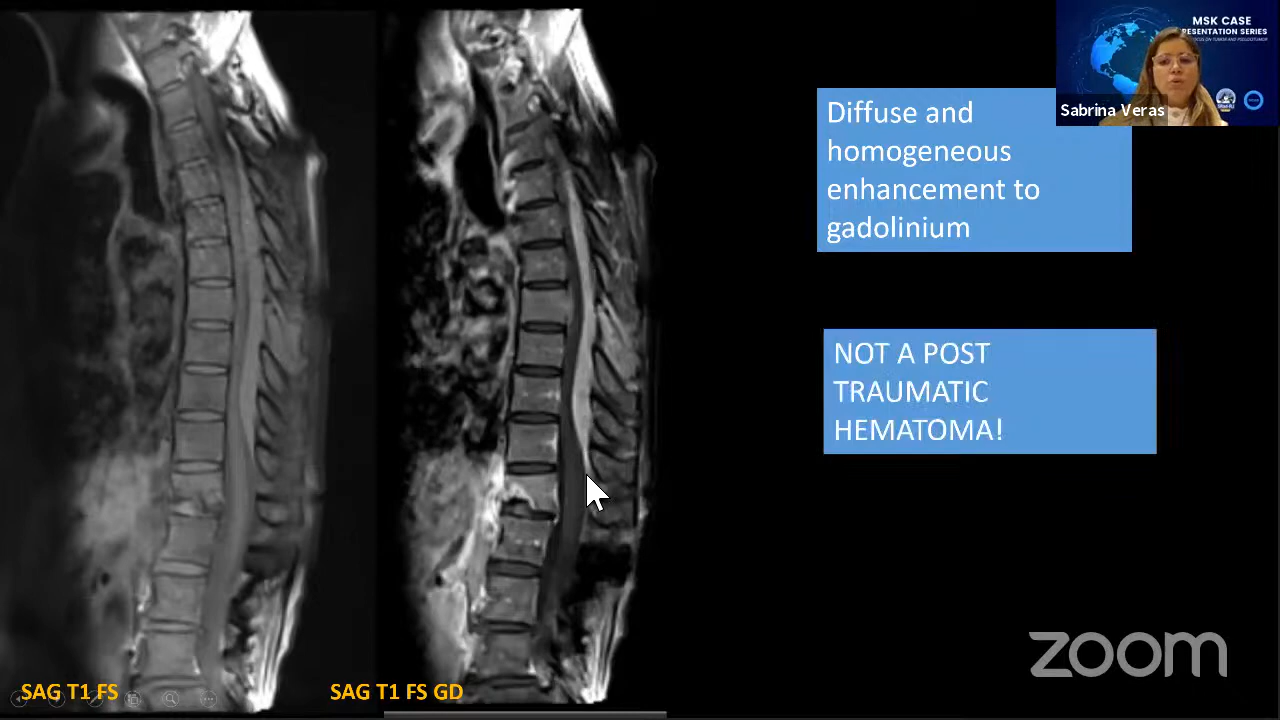 MSK CASE
PRESENTATION SERIES
Sabrina Veras
Diffuse and
homogeneous
enhancement to
gadolinium
NOT A POST
TRAUMATIC
HEMATOMA!
SAG T1 FS
SAG T1 FS GD
zoom